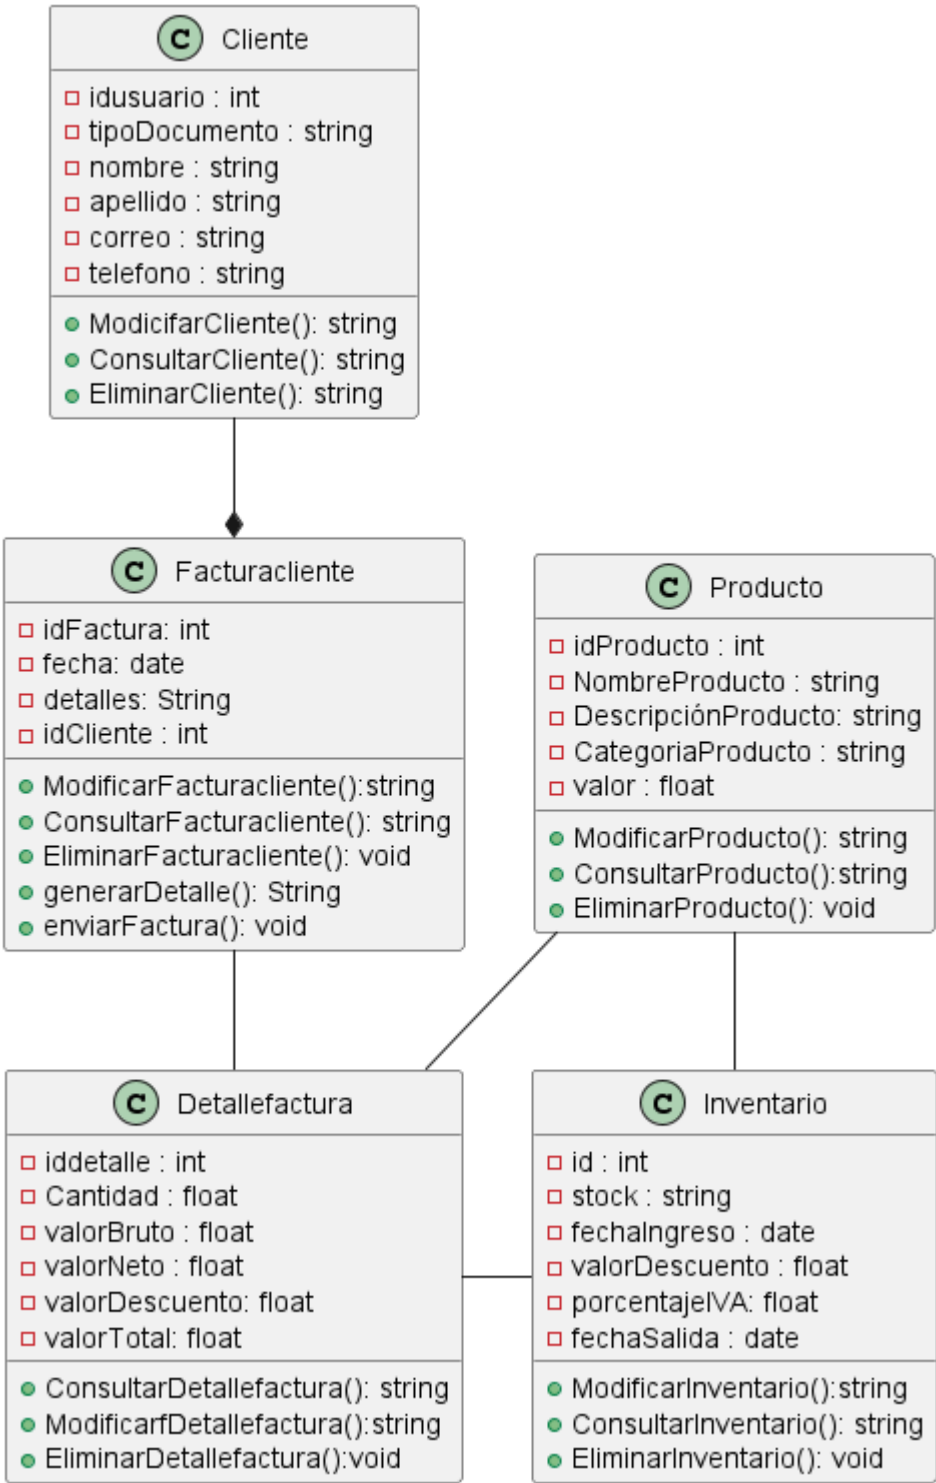 C Cliente
idusuario : int
tipoDocumento : string
nombre : string
apellido : string
correo : string
telefono : string
ModicifarCliente(): string
ConsultarCliente(): string
EliminarCliente(): string
C Facturacliente
idFactura: int
fecha: date
detalles: String
idCliente : int
ModificarFacturacliente():string
ConsultarFacturacliente(): string
EliminarFacturacliente(): void
generarDetalle(): String
enviarFactura(): void
C Producto
idProducto : int
NombreProducto : string
DescripciónProducto: string
CategoriaProducto : string
valor : float
ModificarProducto(): string
ConsultarProducto():string
EliminarProducto(): void
C Detallefactura
iddetalle : int
Cantidad : float
valorBruto : float
valorNeto : float
valorDescuento: float
valorTotal: float
ConsultarDetallefactura(): string
ModificarfDetallefactura():string
EliminarDetallefactura():void
C Inventario
id : int
stock : string
fechaIngreso : date
valorDescuento : float
porcentajeIVA: float
fechaSalida : date
ModificarInventario():string
ConsultarInventario(): string
EliminarInventario(): void